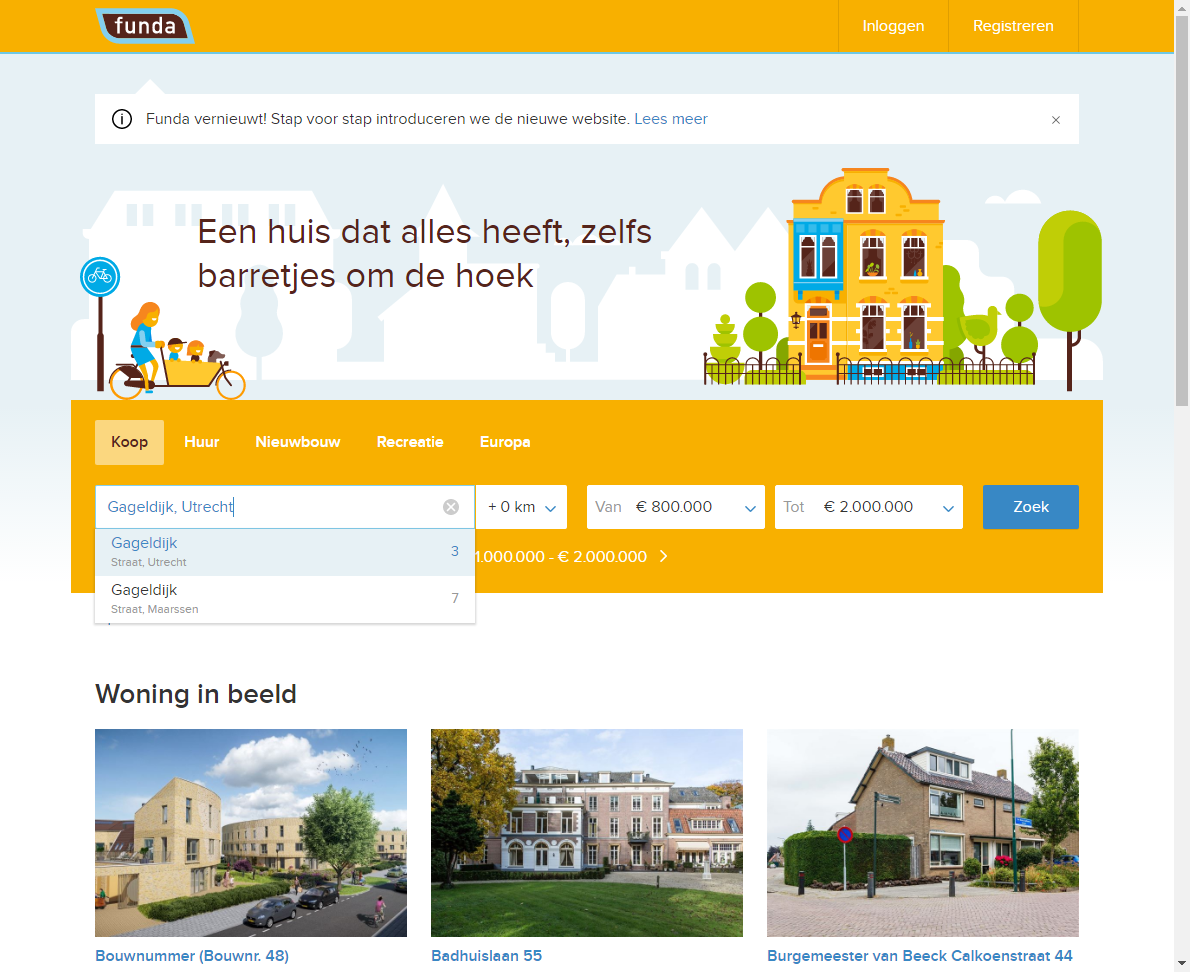 funda
Inloggen
Registreren
Funda vernieuwt! Stap voor stap introduceren we de nieuwe website. Lees meer
Een huis dat alles heeft, zelfs
barretjes om de hoek
Koop
Huur
Nieuwbouw
Recreatie
Europa
Gageldijk, Utrecht
+ 0 km
Van € 800.000
Tot € 2.000.000
Zoek
Gageldijk 3
Straat, Utrecht
1.000.000 - € 2.000.000
Gageldijk 7
Straat, Maarssen
Woning in beeld
Bouwnummer (Bouwnr. 48)
Badhuislaan 55
Burgemeester van Beeck Calkoenstraat 44